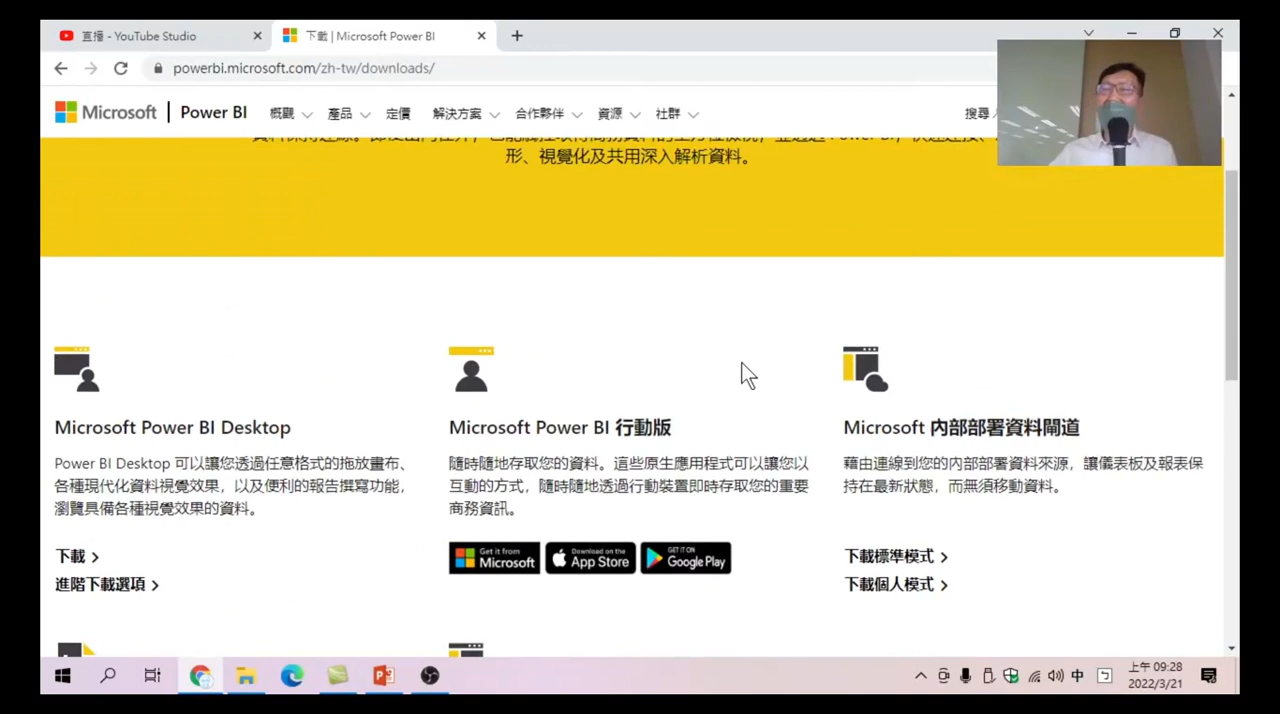 直播 - YouTube Studio
下載 | Microsoft Power BI
powerbi.microsoft.com/zh-tw/downloads/
Microsoft | Power BI 概觀 產品 定價 解決方案 合作夥伴 資源 社群 搜尋
形、視覺化及共用深入解析資料。
Microsoft Power BI Desktop
Power BI Desktop 可以讓您透過任意格式的拖放畫布、
各種現代化資料視覺效果，以及便利的報告撰寫功能，
瀏覽具備各種視覺效果的資料。
下載
進階下載選項
Microsoft Power BI 行動版
隨時隨地存取您的資料。這些原生應用程式可以讓您以
互動的方式，隨時隨地透過行動裝置即時存取您的重要
商務資訊。
Get it from
Microsoft
Download on the
App Store
GET IT ON
Google Play
Microsoft 內部部署資料閘道
藉由連線到您的內部部署資料來源，讓儀表板及報表保
持在最新狀態，而無須移動資料。
下載標準模式
下載個人模式
中
ㄅ
上午 09:28
2022/3/21